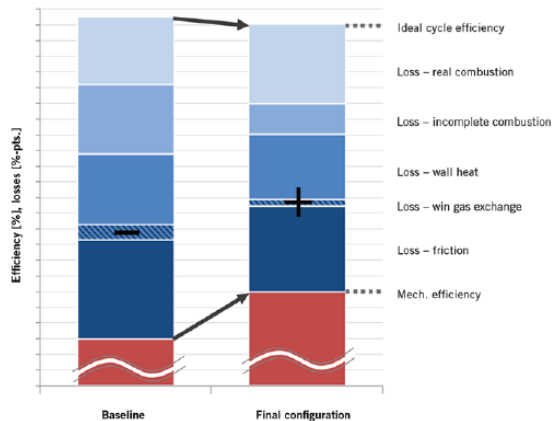 Efficiency [%], losses [%-pts.]
Ideal cycle efficiency
Loss – real combustion
Loss – incomplete combustion
Loss – wall heat
Loss – win gas exchange
Loss – friction
Mech. efficiency
Baseline
Final configuration